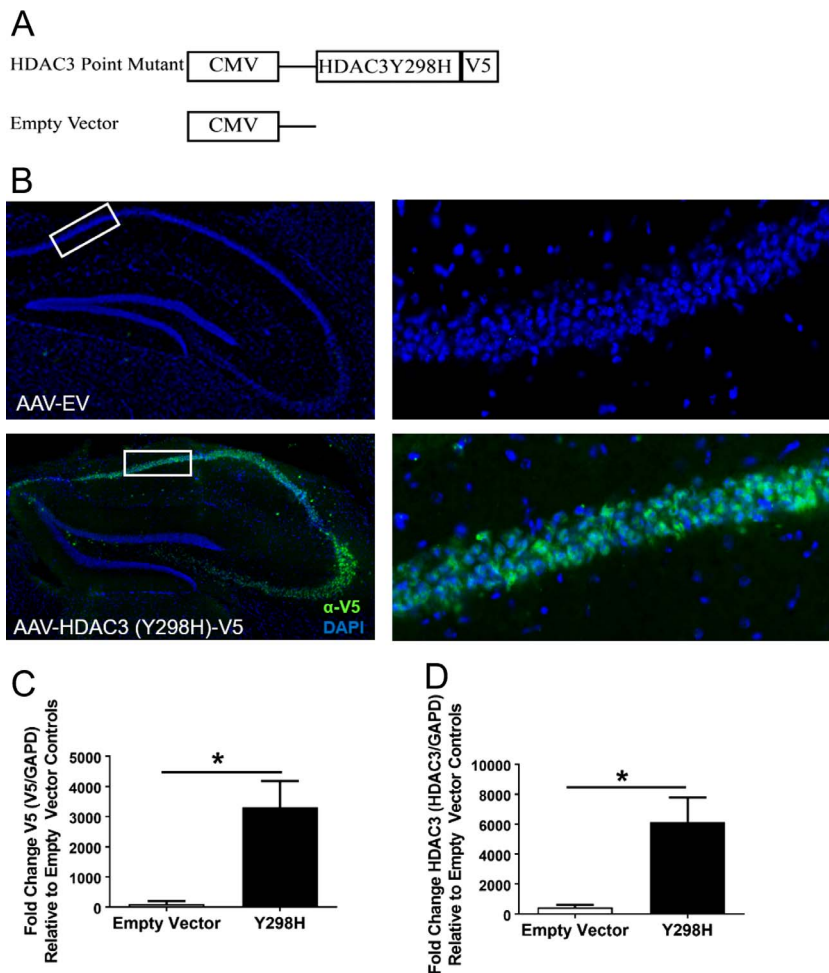 A
HDAC3 Point Mutant CMV HDAC3Y298H V5
Empty Vector CMV
B
AAV-EV
α-V5
DAPI
AAV-HDAC3 (Y298H)-V5
C
Fold Change V5 (V5/GAPD)
Relative to Empty Vector Controls
5000
4000
3000
2000
1000
0
*
Empty Vector Y298H
D
Fold Change HDAC3 (HDAC3/GAPD)
Relative to Empty Vector Controls
10000
8000
6000
4000
2000
0
*
Empty Vector Y298H